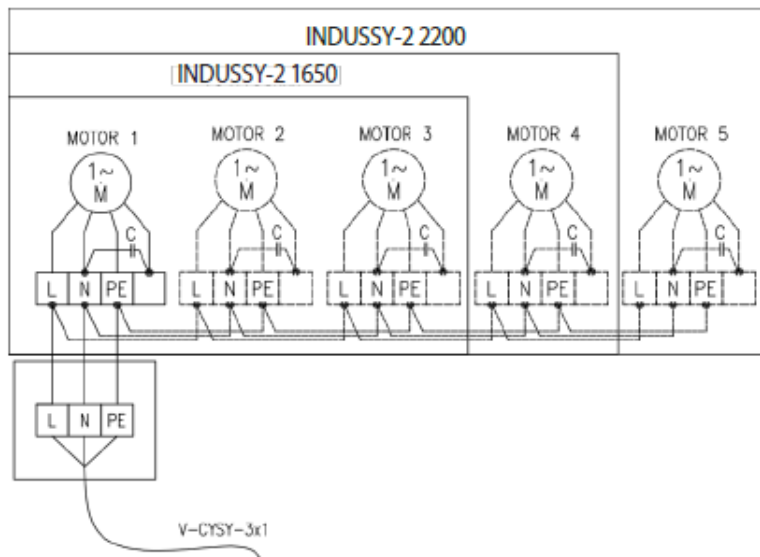 INDUSSY-2 2200
INDUSSY-2 1650
MOTOR 1
MOTOR 2
MOTOR 3
MOTOR 4
MOTOR 5
1~ M
1~ M
1~ M
1~ M
1~ M
C
C
C
C
C
L N PE
L N PE
L N PE
L N PE
L N PE
L N PE
V-CYSY-3x1